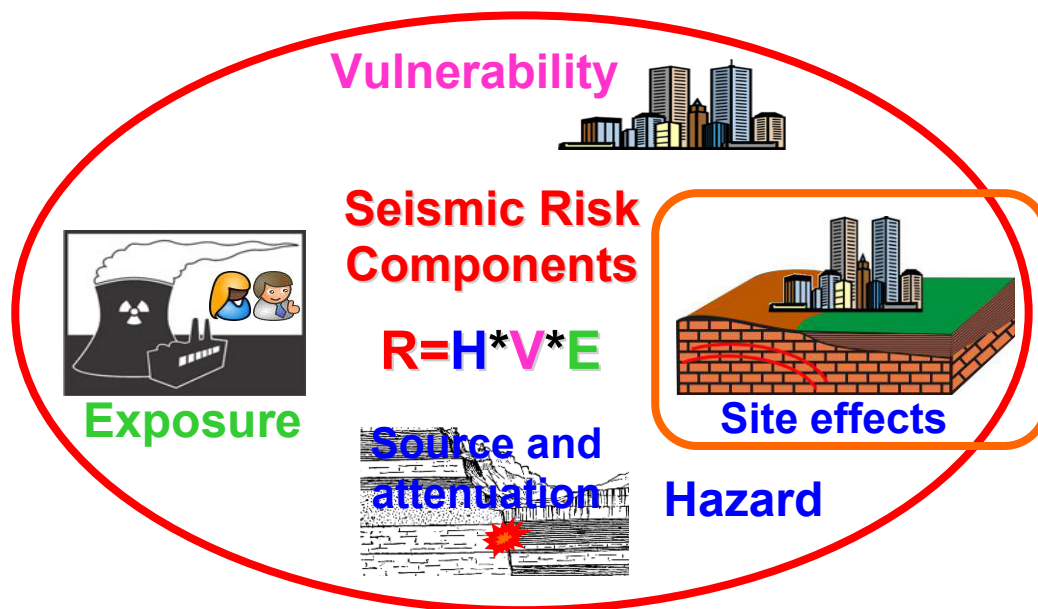 Vulnerability
Seismic Risk
Components
R=H*V*E
Exposure
Site effects
Source and
attenuation
Hazard